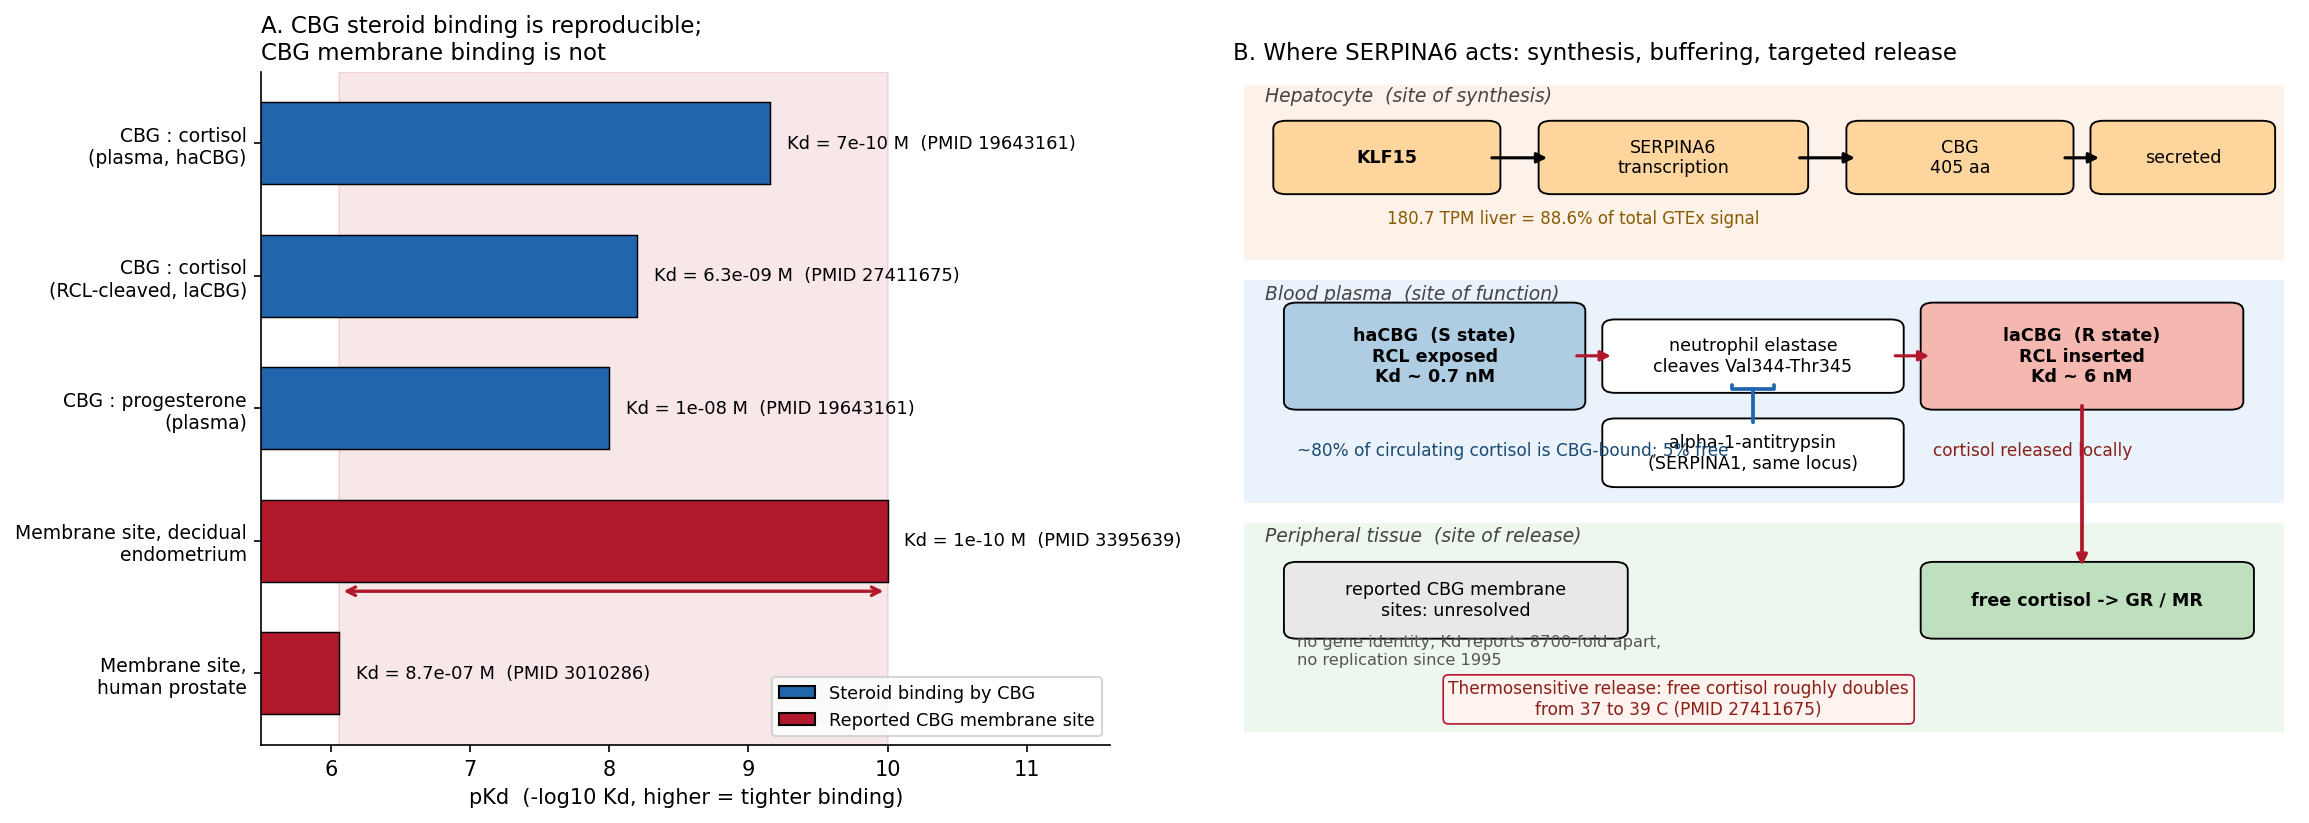 A. CBG steroid binding is reproducible;
CBG membrane binding is not
CBG : cortisol
(plasma, haCBG)
Kd = 7e-10 M  (PMID 19643161)
CBG : cortisol
(RCL-cleaved, laCBG)
Kd = 6.3e-09 M  (PMID 27411675)
CBG : progesterone
(plasma)
Kd = 1e-08 M  (PMID 19643161)
Membrane site, decidual
endometrium
Kd = 1e-10 M  (PMID 3395639)
Membrane site,
human prostate
Kd = 8.7e-07 M  (PMID 3010286)
Steroid binding by CBG
Reported CBG membrane site
6 7 8 9 10 11
pKd  (-log10 Kd, higher = tighter binding)
B. Where SERPINA6 acts: synthesis, buffering, targeted release
Hepatocyte  (site of synthesis)
KLF15
SERPINA6
transcription
CBG
405 aa
secreted
180.7 TPM liver = 88.6% of total GTEx signal
Blood plasma  (site of function)
haCBG  (S state)
RCL exposed
Kd ~ 0.7 nM
neutrophil elastase
cleaves Val344-Thr345
laCBG  (R state)
RCL inserted
Kd ~ 6 nM
~80% of circulating cortisol is CBG-bound; 5% free
alpha-1-antitrypsin
(SERPINA1, same locus)
cortisol released locally
Peripheral tissue  (site of release)
reported CBG membrane
sites: unresolved
free cortisol -> GR / MR
no gene identity; Kd reports 8700-fold apart,
no replication since 1995
Thermosensitive release: free cortisol roughly doubles
from 37 to 39 C (PMID 27411675)